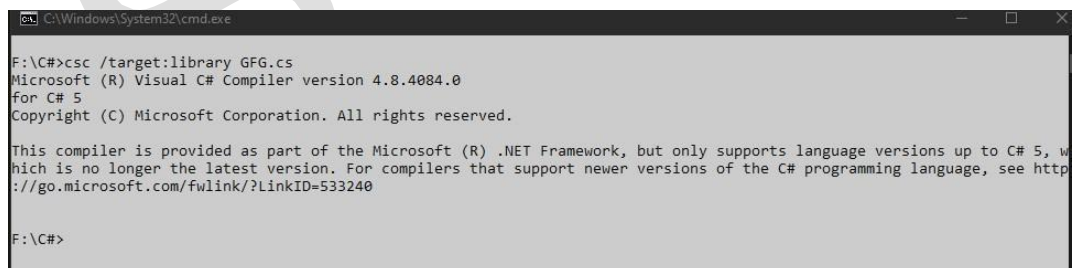 C:\Windows\System32\cmd.exe
F:\C#>csc /target:library GFG.cs
Microsoft (R) Visual C# Compiler version 4.8.4084.0
for C# 5
Copyright (C) Microsoft Corporation. All rights reserved.
This compiler is provided as part of the Microsoft (R) .NET Framework, but only supports language versions up to C# 5, w
hich is no longer the latest version. For compilers that support newer versions of the C# programming language, see http
://go.microsoft.com/fwlink/?LinkID=533240
F:\C#>